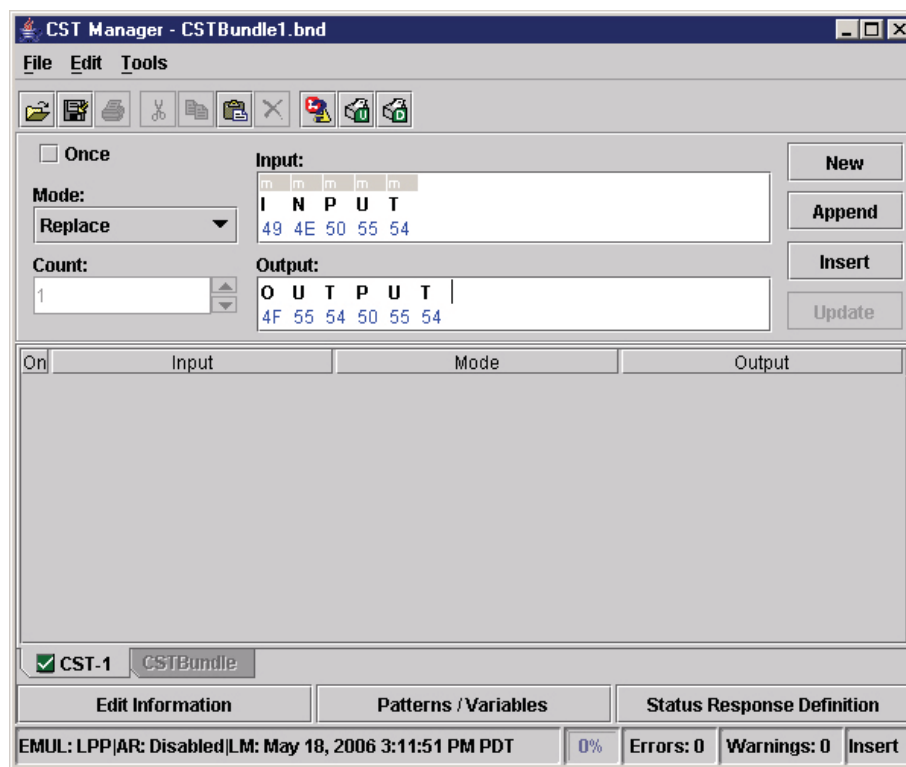 CST Manager - CSTBundle1.bnd
File Edit Tools
Once
Input:
New
m m m m m
I N P U T
49 4E 50 55 54
Mode:
Replace
Append
Count:
Output:
Insert
1
O U T P U T
4F 55 54 50 55 54
Update
On Input Mode Output
CST-1 CSTBundle
Edit Information Patterns / Variables Status Response Definition
EMUL: LPP|AR: Disabled|LM: May 18, 2006 3:11:51 PM PDT 0% Errors: 0 Warnings: 0 Insert